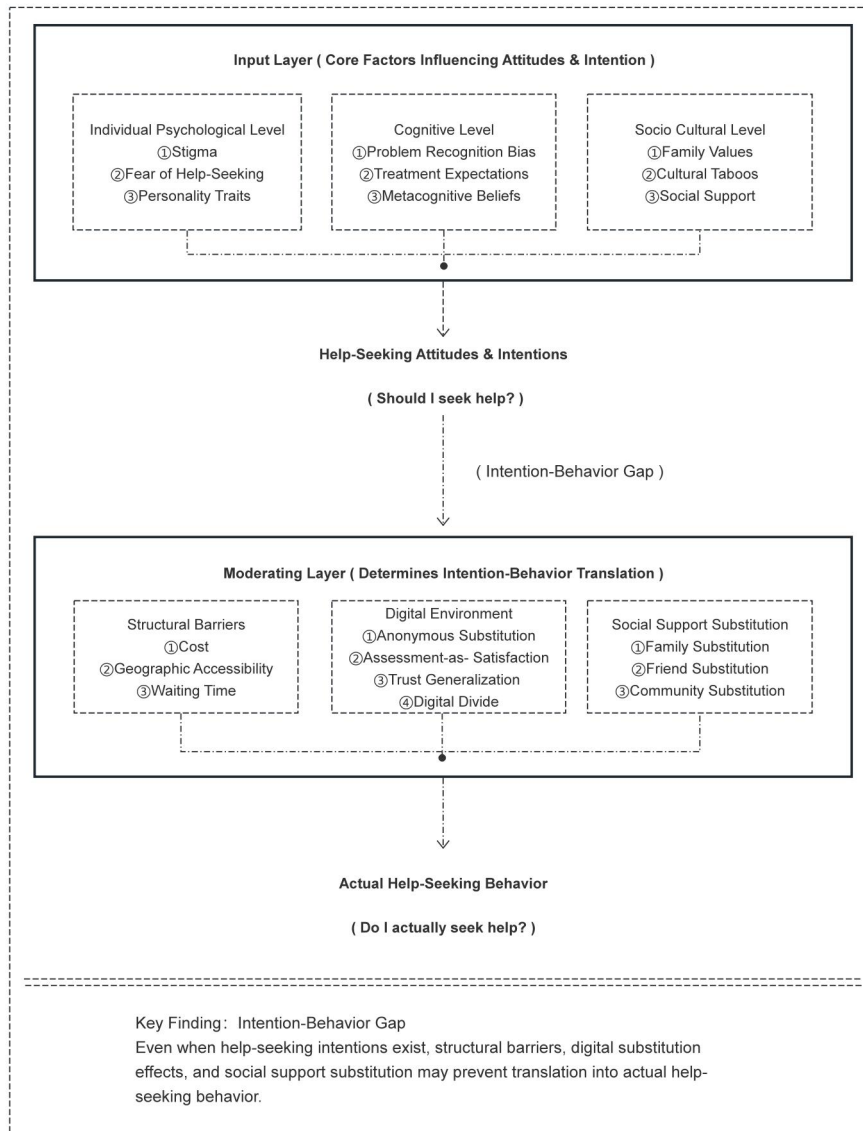 Input Layer ( Core Factors Influencing Attitudes & Intention )
Individual Psychological Level
①Stigma
②Fear of Help-Seeking
③Personality Traits
Cognitive Level
①Problem Recognition Bias
②Treatment Expectations
③Metacognitive Beliefs
Socio Cultural Level
①Family Values
②Cultural Taboos
③Social Support
Help-Seeking Attitudes & Intentions
( Should I seek help? )
( Intention-Behavior Gap )
Moderating Layer ( Determines Intention-Behavior Translation )
Structural Barriers
①Cost
②Geographic Accessibility
③Waiting Time
Digital Environment
①Anonymous Substitution
②Assessment-as- Satisfaction
③Trust Generalization
④Digital Divide
Social Support Substitution
①Family Substitution
②Friend Substitution
③Community Substitution
Actual Help-Seeking Behavior
( Do I actually seek help? )
Key Finding: Intention-Behavior Gap
Even when help-seeking intentions exist, structural barriers, digital substitution
effects, and social support substitution may prevent translation into actual help-
seeking behavior.